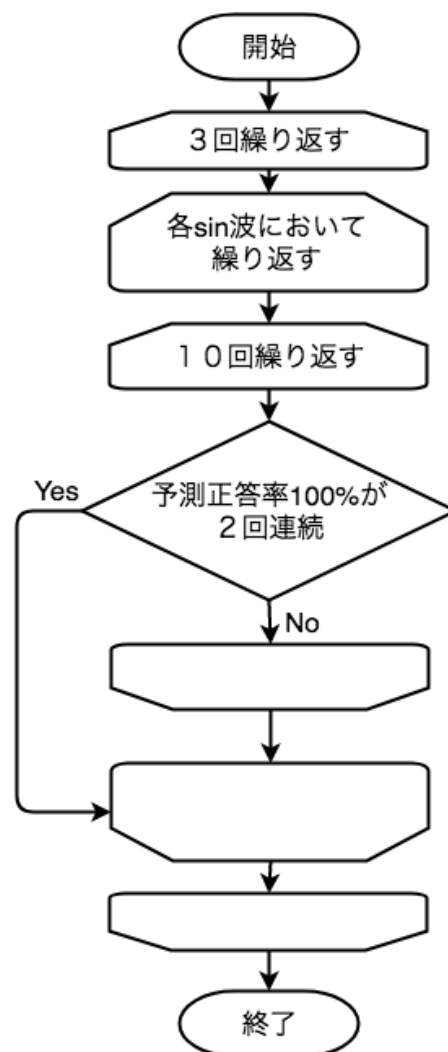 開始
３回繰り返す
各sin波において
繰り返す
１０回繰り返す
予測正答率100%が
２回連続
Yes
No
終了